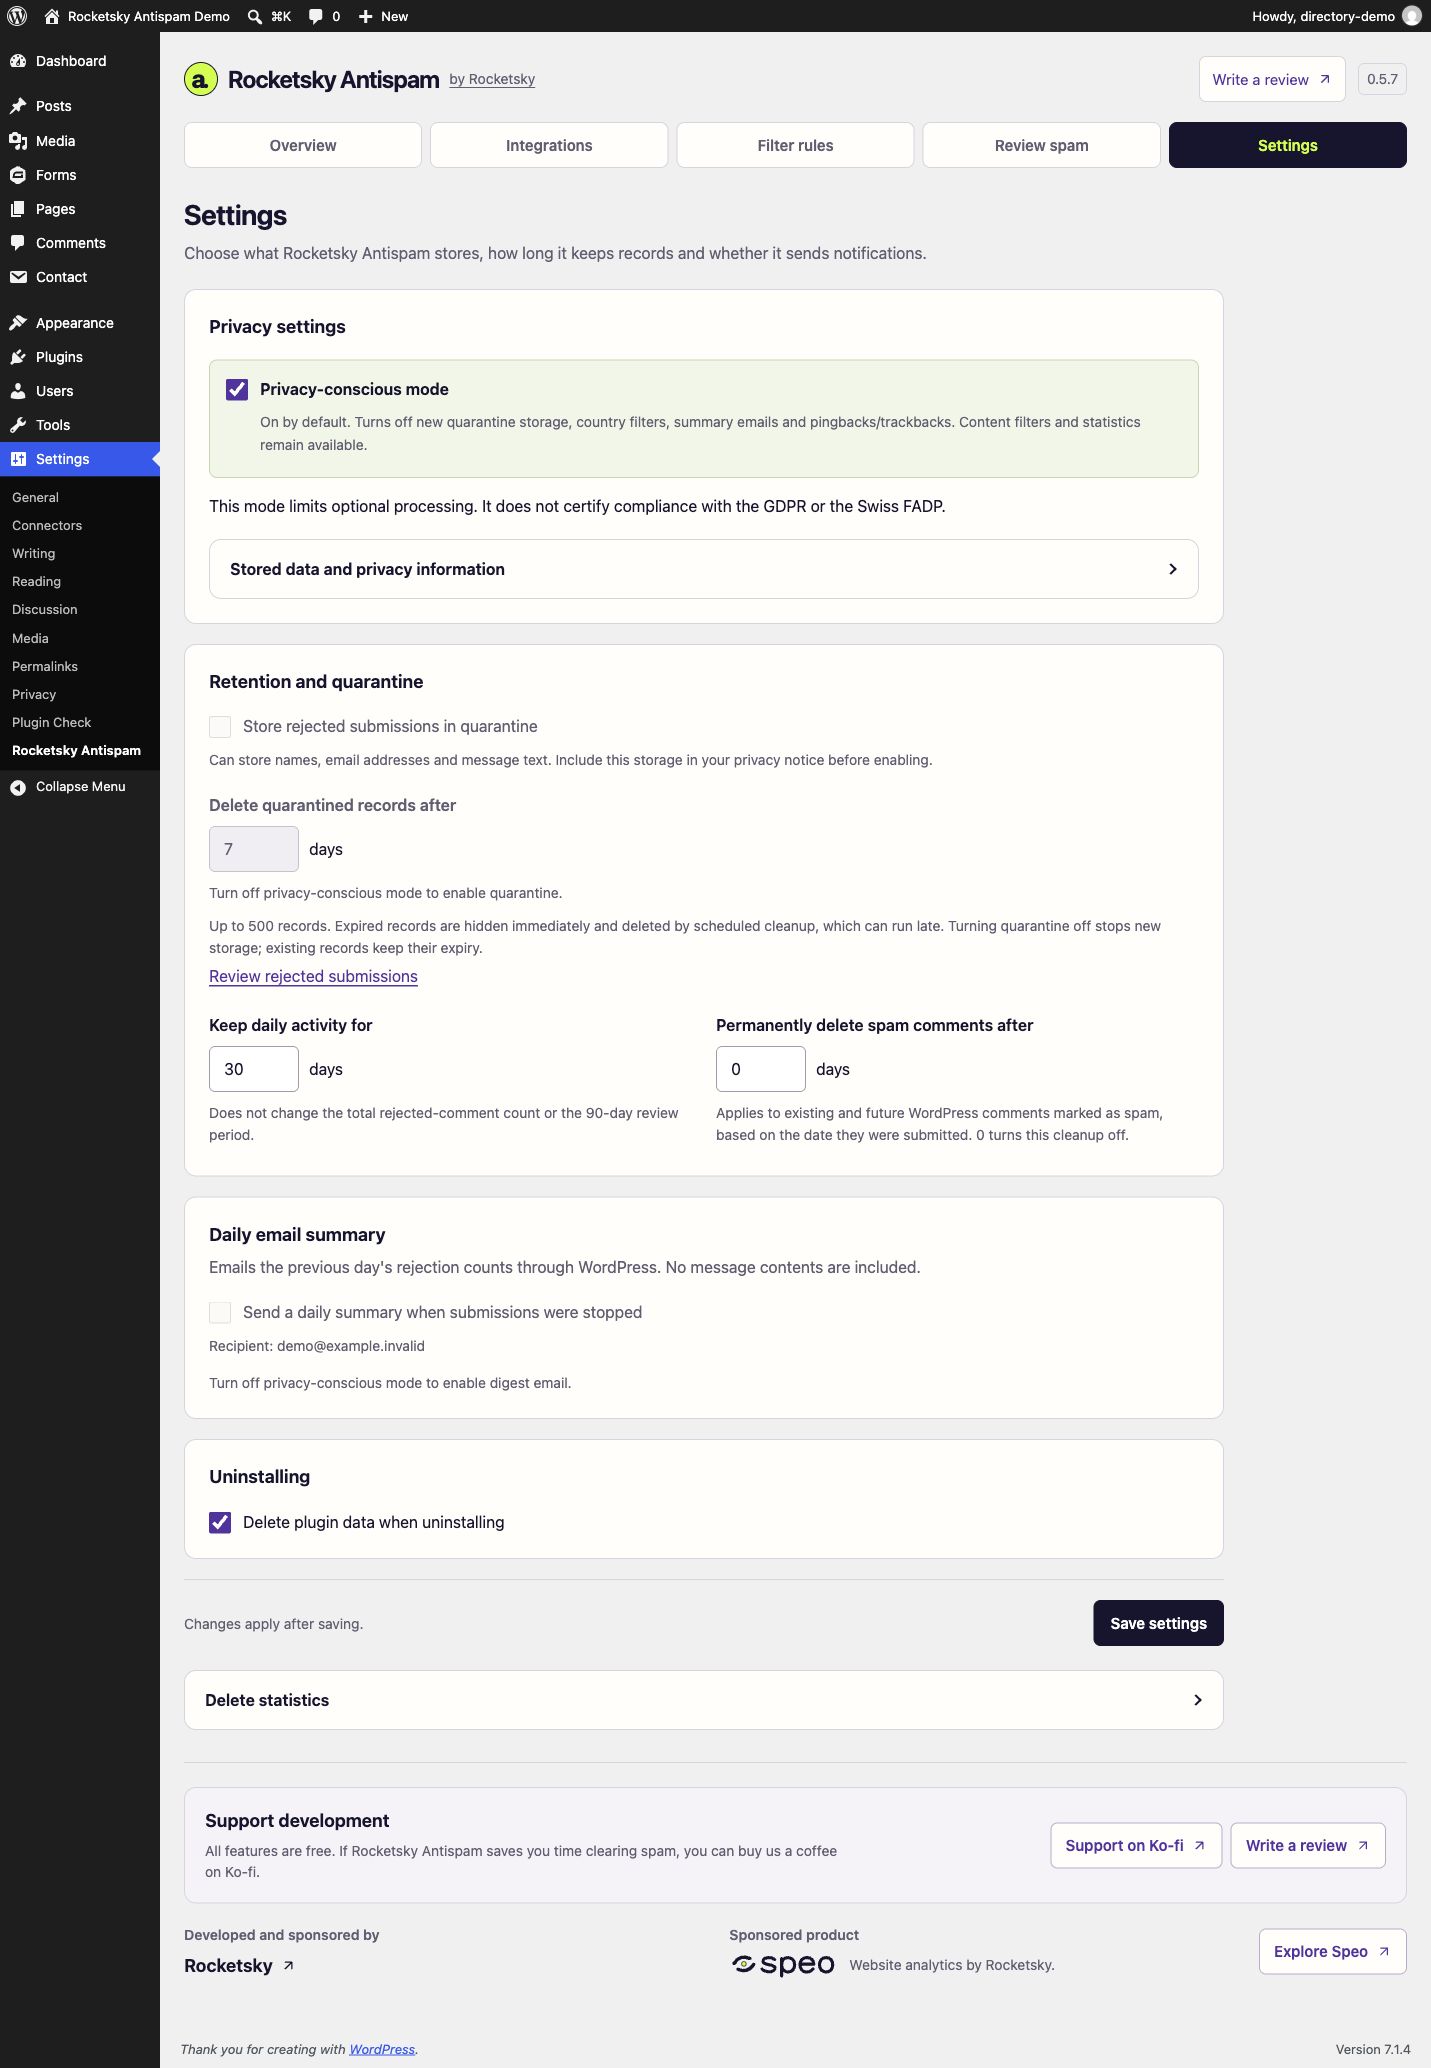 Rocketsky Antispam Demo
⌘K
0
New
Howdy, directory-demo
Dashboard
Posts
Media
Forms
Pages
Comments
Contact
Appearance
Plugins
Users
Tools
Settings
General
Connectors
Writing
Reading
Discussion
Media
Permalinks
Privacy
Plugin Check
Rocketsky Antispam
Collapse Menu
a.
Rocketsky Antispam
by Rocketsky
Write a review
0.5.7
Overview
Integrations
Filter rules
Review spam
Settings
Settings
Choose what Rocketsky Antispam stores, how long it keeps records and whether it sends notifications.
Privacy settings
Privacy-conscious mode
On by default. Turns off new quarantine storage, country filters, summary emails and pingbacks/trackbacks. Content filters and statistics
remain available.
This mode limits optional processing. It does not certify compliance with the GDPR or the Swiss FADP.
Stored data and privacy information
Retention and quarantine
Store rejected submissions in quarantine
Can store names, email addresses and message text. Include this storage in your privacy notice before enabling.
Delete quarantined records after
7 days
Turn off privacy-conscious mode to enable quarantine.
Up to 500 records. Expired records are hidden immediately and deleted by scheduled cleanup, which can run late. Turning quarantine off stops new
storage; existing records keep their expiry.
Review rejected submissions
Keep daily activity for
30 days
Does not change the total rejected-comment count or the 90-day review
period.
Permanently delete spam comments after
0 days
Applies to existing and future WordPress comments marked as spam,
based on the date they were submitted. 0 turns this cleanup off.
Daily email summary
Emails the previous day's rejection counts through WordPress. No message contents are included.
Send a daily summary when submissions were stopped
Recipient: demo@example.invalid
Turn off privacy-conscious mode to enable digest email.
Uninstalling
Delete plugin data when uninstalling
Changes apply after saving.
Save settings
Delete statistics
Support development
All features are free. If Rocketsky Antispam saves you time clearing spam, you can buy us a coffee
on Ko-fi.
Support on Ko-fi
Write a review
Developed and sponsored by
Rocketsky
Sponsored product
speo
Website analytics by Rocketsky.
Explore Speo
Thank you for creating with WordPress.
Version 7.1.4